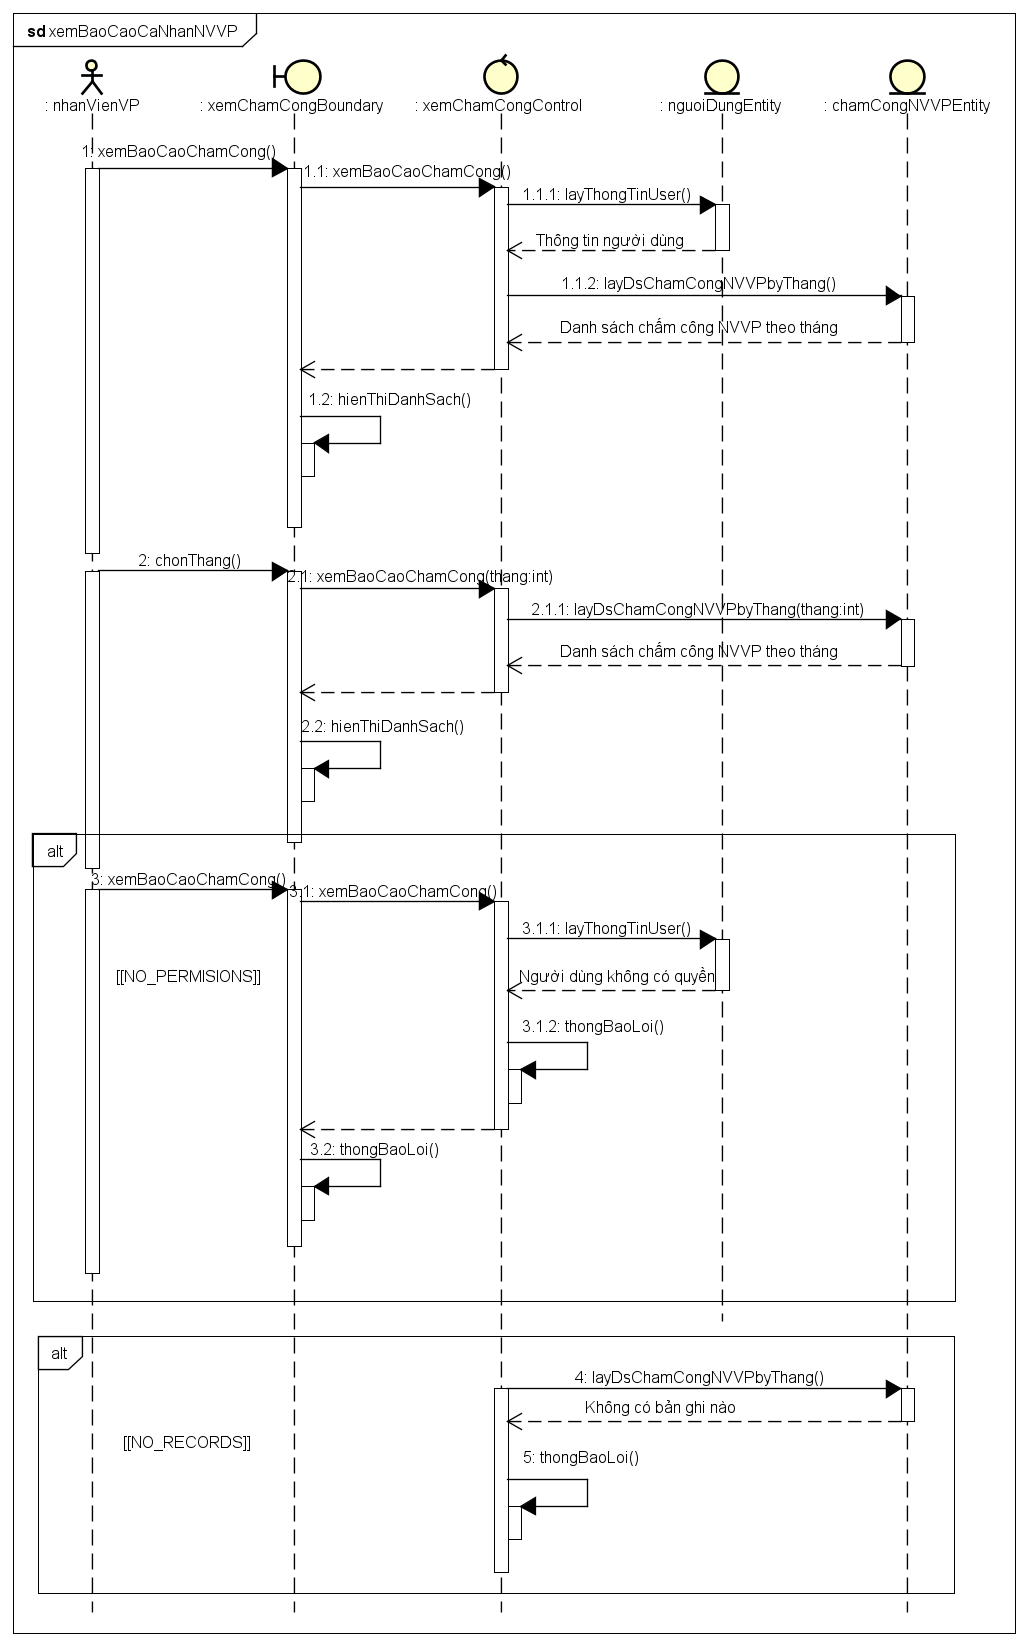 sd xemBaoCaoCaNhanNVVP
: nhanVienVP
: xemChamCongBoundary
: xemChamCongControl
: nguoiDungEntity
: chamCongNVVPEntity
1: xemBaoCaoChamCong()
1.1: xemBaoCaoChamCong()
1.1.1: layThongTinUser()
Thông tin người dùng
1.1.2: layDsChamCongNVVPbyThang()
Danh sách chấm công NVVP theo tháng
1.2: hienThiDanhSach()
2: chonThang()
2.1: xemBaoCaoChamCong(thang:int)
2.1.1: layDsChamCongNVVPbyThang(thang:int)
Danh sách chấm công NVVP theo tháng
2.2: hienThiDanhSach()
alt
3: xemBaoCaoChamCong()
3.1: xemBaoCaoChamCong()
3.1.1: layThongTinUser()
[[NO_PERMISIONS]]
Người dùng không có quyền
3.1.2: thongBaoLoi()
3.2: thongBaoLoi()
alt
4: layDsChamCongNVVPbyThang()
Không có bản ghi nào
[[NO_RECORDS]]
5: thongBaoLoi()